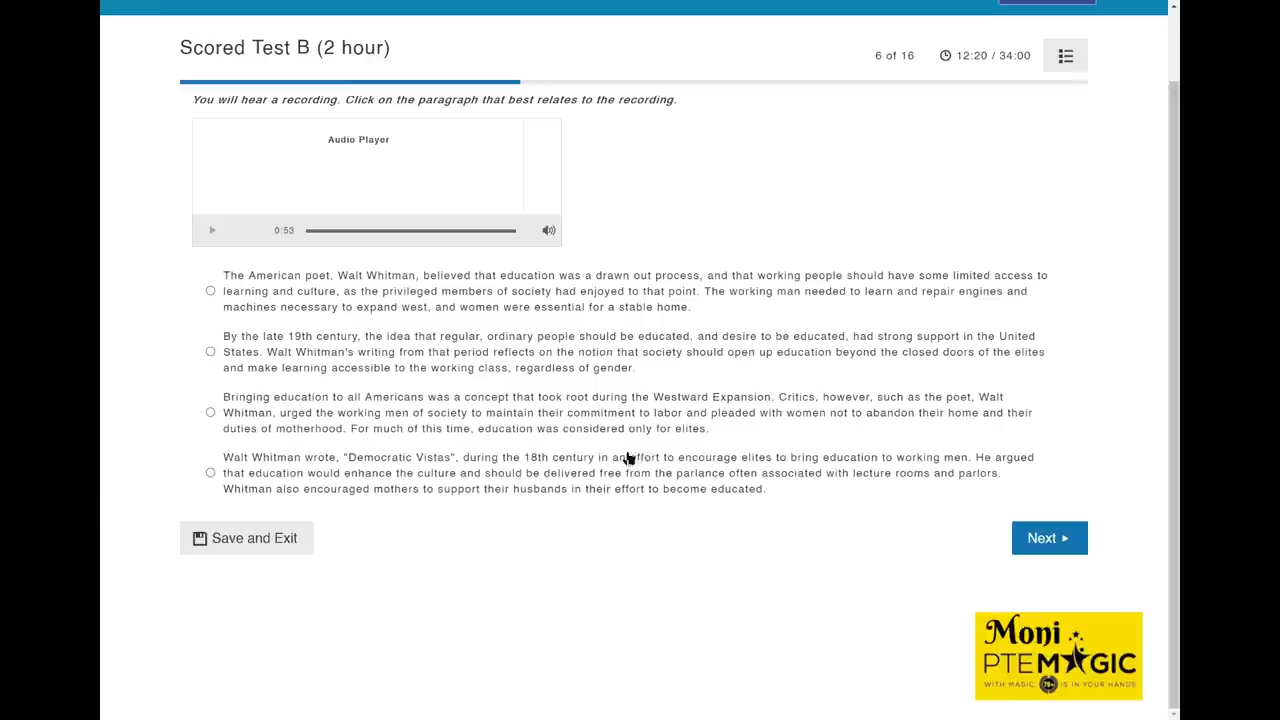 Scored Test B (2 hour)
6 of 16 12:20 / 34:00
You will hear a recording. Click on the paragraph that best relates to the recording.
Audio Player
0:53
The American poet, Walt Whitman, believed that education was a drawn out process, and that working people should have some limited access to
learning and culture, as the privileged members of society had enjoyed to that point. The working man needed to learn and repair engines and
machines necessary to expand west, and women were essential for a stable home.
By the late 19th century, the idea that regular, ordinary people should be educated, and desire to be educated, had strong support in the United
States. Walt Whitman's writing from that period reflects on the notion that society should open up education beyond the closed doors of the elites
and make learning accessible to the working class, regardless of gender.
Bringing education to all Americans was a concept that took root during the Westward Expansion. Critics, however, such as the poet, Walt
Whitman, urged the working men of society to maintain their commitment to labor and pleaded with women not to abandon their home and their
duties of motherhood. For much of this time, education was considered only for elites.
Walt Whitman wrote, "Democratic Vistas", during the 18th century in an effort to encourage elites to bring education to working men. He argued
that education would enhance the culture and should be delivered free from the parlance often associated with lecture rooms and parlors.
Whitman also encouraged mothers to support their husbands in their effort to become educated.
Save and Exit
Next
Moni
PTEMAGIC
WITH MAGIC, 79+ IS IN YOUR HANDS